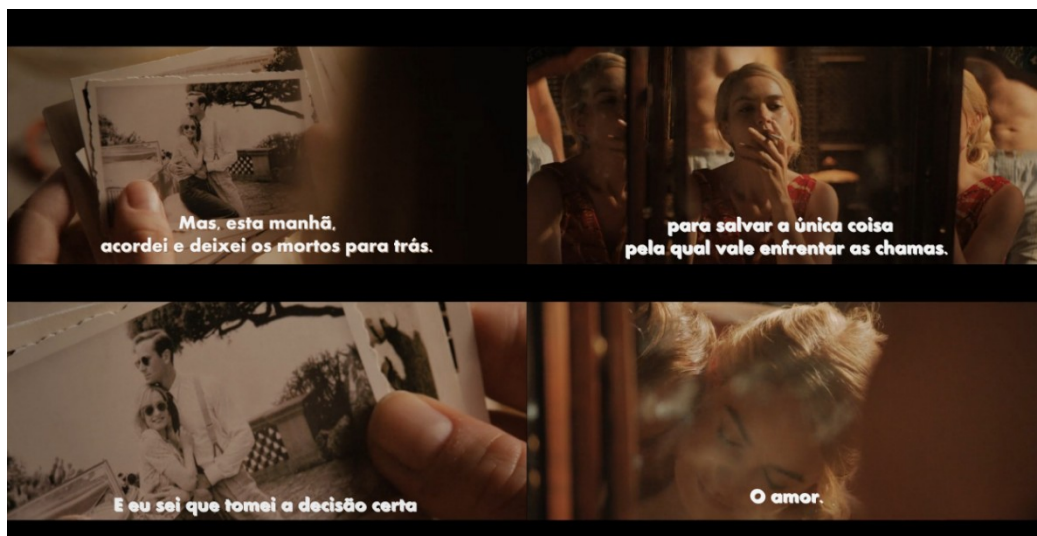 Mas, esta manhã,
acordei e deixei os mortos para trás.
E eu sei que tomei a decisão certa
para salvar a única coisa
pela qual vale enfrentar as chamas.
O amor.